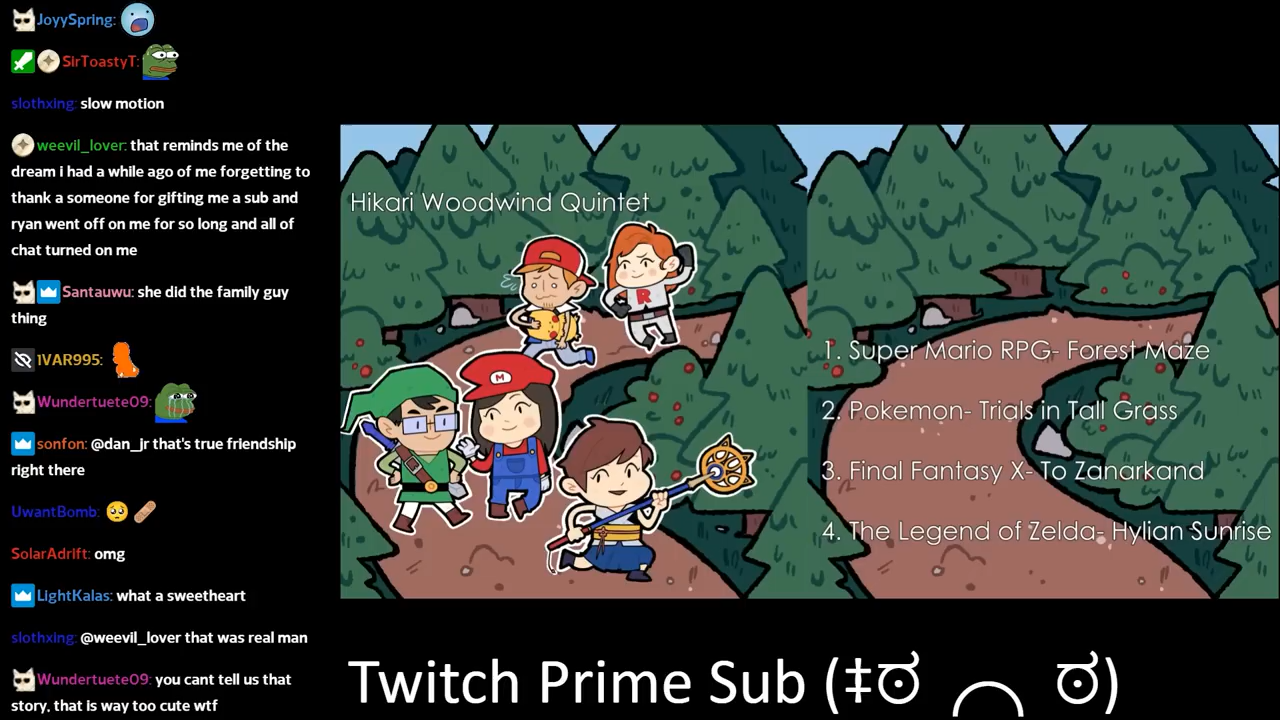 JoyySpring:
SirToastyT:
slothxing: slow motion
weevil_lover: that reminds me of the
dream i had a while ago of me forgetting to
thank a someone for gifting me a sub and
ryan went off on me for so long and all of
chat turned on me
Santauwu: she did the family guy
thing
IVAR995:
Wundertuete09:
sonfon: @dan_jr that's true friendship
right there
UwantBomb: 🥺 🩹
SolarAdrift: omg
LightKalas: what a sweetheart
slothxing: @weevil_lover that was real man
Wundertuete09: you cant tell us that
story, that is way too cute wtf
Hikari Woodwind Quintet
R
M
1. Super Mario RPG- Forest Maze
2. Pokemon- Trials in Tall Grass
3. Final Fantasy X- To Zanarkand
4. The Legend of Zelda- Hylian Sunrise
Twitch Prime Sub (‡ಠ ╭╮ ಠ)